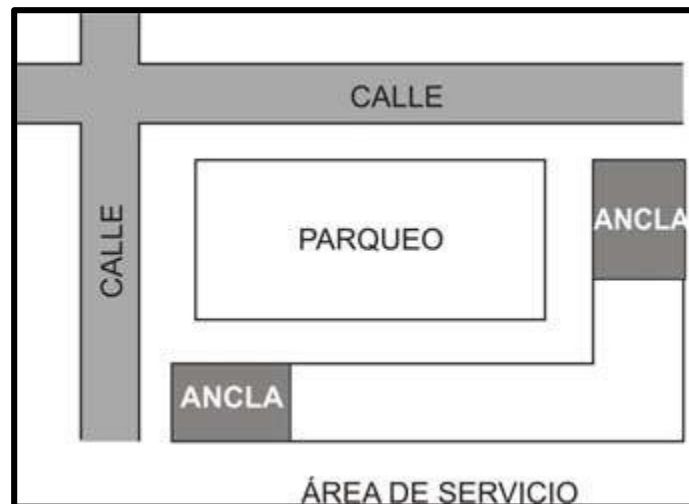 CALLE
CALLE
PARQUEO
ANCLA
ANCLA
ÁREA DE SERVICIO